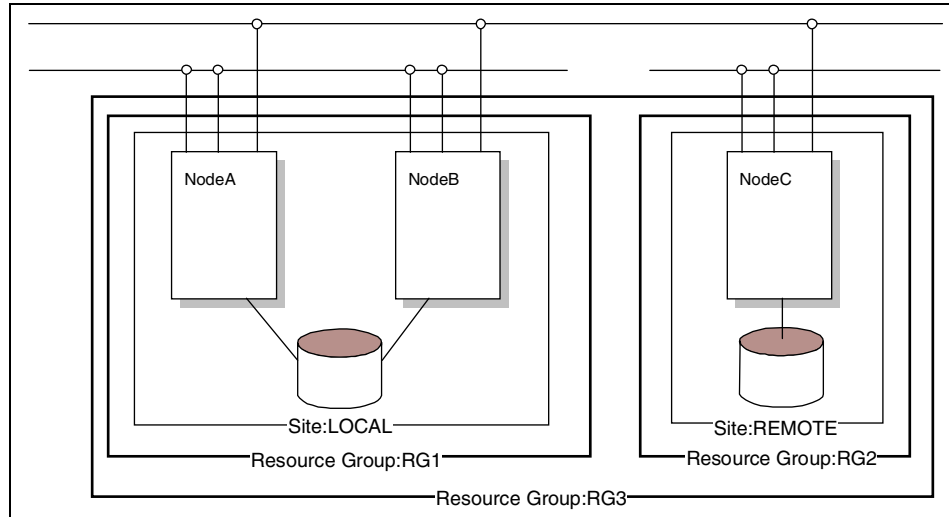 NodeA
NodeB
NodeC
Site:LOCAL
Site:REMOTE
Resource Group:RG1
Resource Group:RG2
Resource Group:RG3